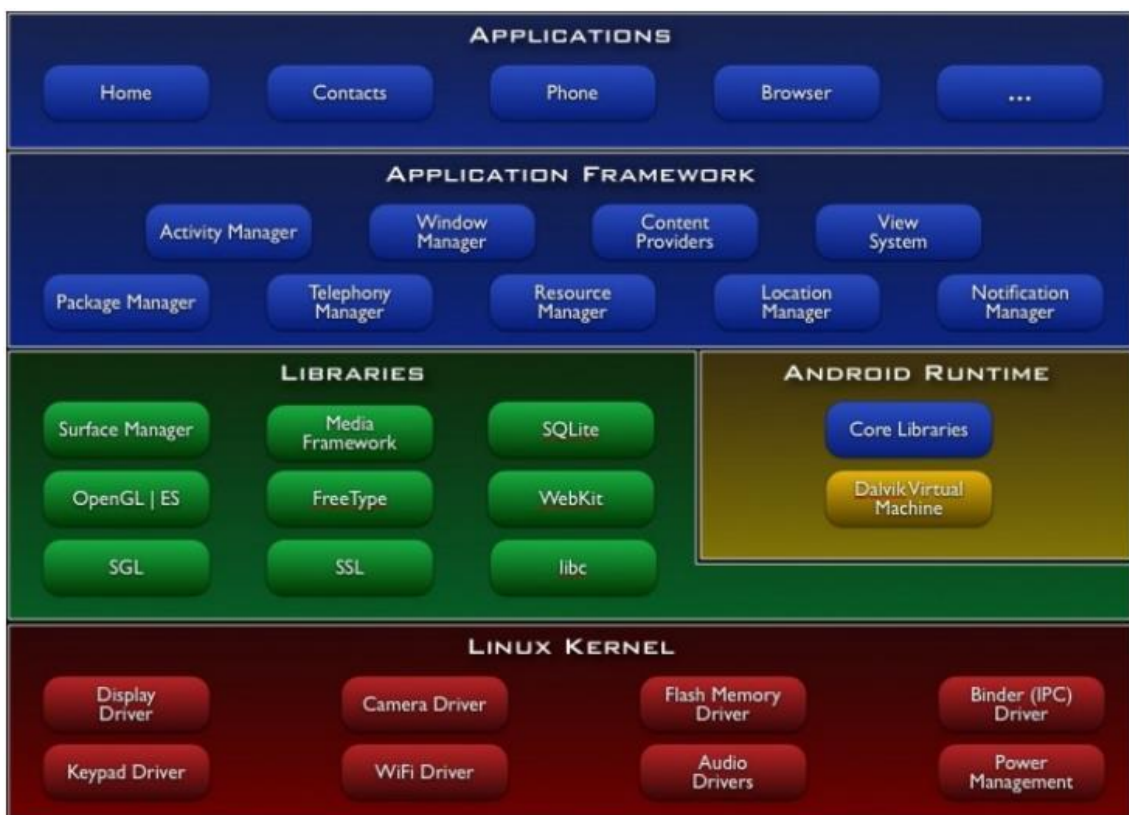 APPLICATIONS
Home
Contacts
Phone
Browser
...
APPLICATION FRAMEWORK
Activity Manager
Window
Manager
Content
Providers
View
System
Package Manager
Telephony
Manager
Resource
Manager
Location
Manager
Notification
Manager
LIBRARIES
Surface Manager
Media
Framework
SQLite
OpenGL | ES
FreeType
WebKit
SGL
SSL
libc
ANDROID RUNTIME
Core Libraries
Dalvik Virtual
Machine
LINUX KERNEL
Display
Driver
Camera Driver
Flash Memory
Driver
Binder (IPC)
Driver
Keypad Driver
WiFi Driver
Audio
Drivers
Power
Management